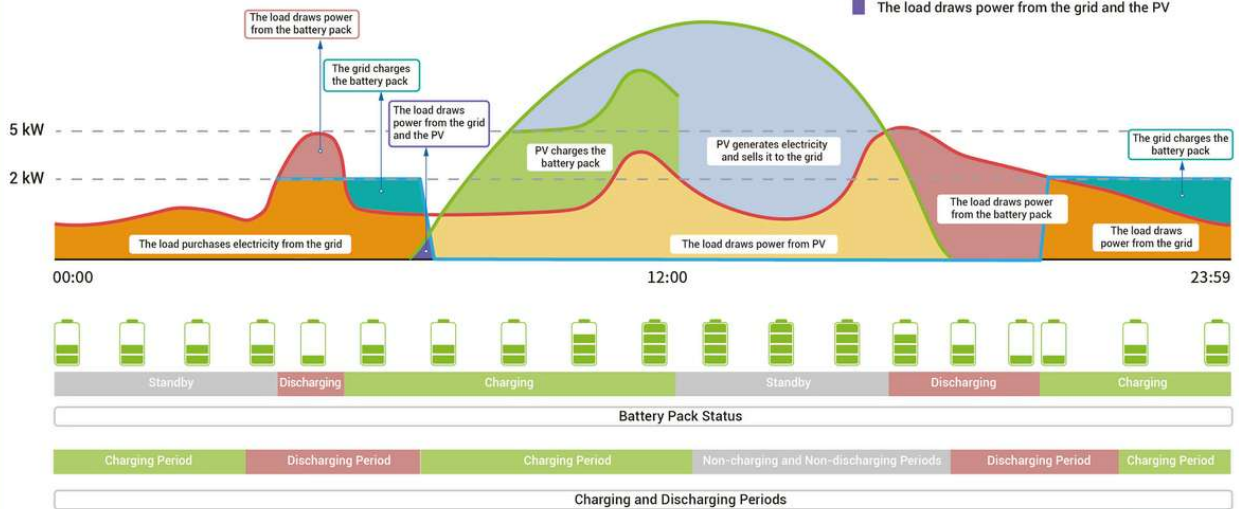 The load draws power from the grid and the PV
The load draws power
from the battery pack
The grid charges
the battery pack
The load draws
power from the grid
and the PV
5 kW
2 kW
PV charges the
battery pack
PV generates electricity
and sells it to the grid
The grid charges the
battery pack
The load draws power
from the battery pack
The load draws
power from the grid
The load purchases electricity from the grid
The load draws power from PV
00:00
12:00
23:59
Standby
Discharging
Charging
Standby
Discharging
Charging
Battery Pack Status
Charging Period
Discharging Period
Charging Period
Non-charging and Non-discharging Periods
Discharging Period
Charging Period
Charging and Discharging Periods